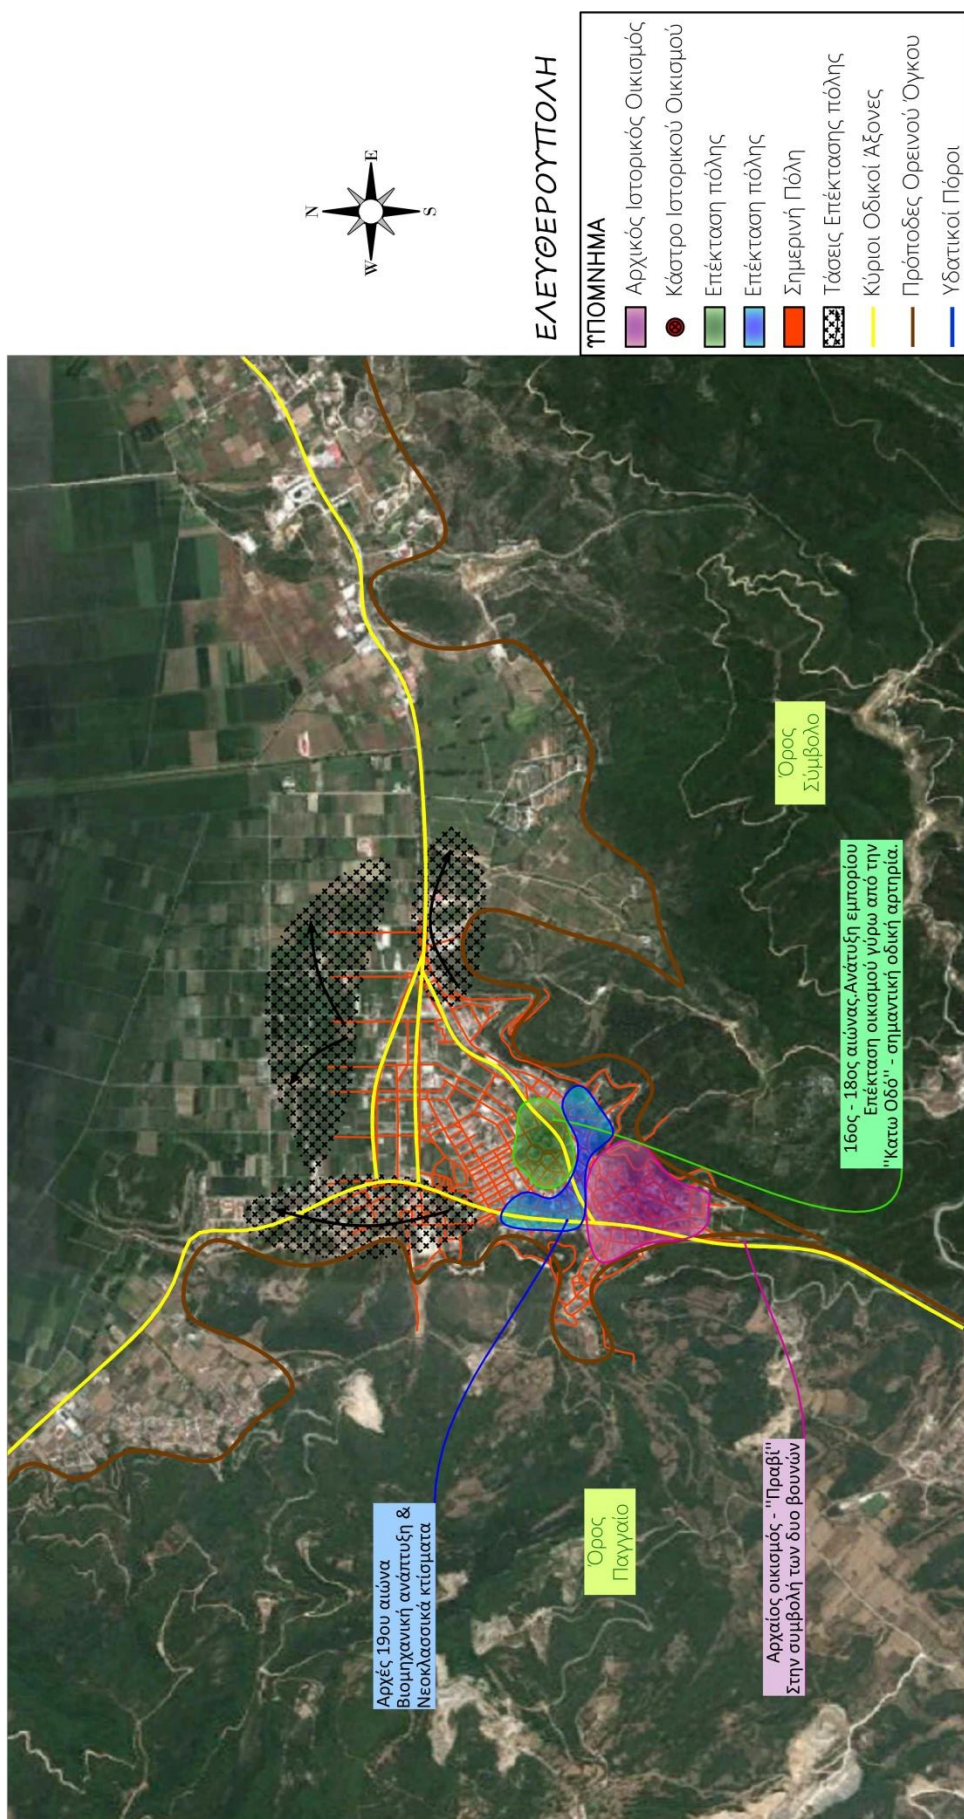 ΕΛΕΥΘΕΡΟΥΠΟΛΗ
N
W
E
S
ΥΠΟΜΝΗΜΑ
Αρχικός Ιστορικός Οικισμός
Κάστρο Ιστορικού Οικισμού
Επέκταση πόλης
Επέκταση πόλης
Σημερινή Πόλη
Τάσεις Επέκτασης πόλης
Κύριοι Οδικοί Άξονες
Πρόποδες Ορεινού Όγκου
Υδατικοί Πόροι
Αρχές 19ου αιώνα
Βιομηχανική ανάπτυξη &
Νεοκλασσικά κτίσματα
Όρος
Παγγαίο
Αρχαίος οικισμός - "Πραβί"
Στην συμβολή των δυο βουνών
Όρος
Σύμβολο
16ος - 18ος αιώνας,Ανάτυξη εμπορίου
Επέκταση οικισμού γύρω από την
"Κατω Οδό" - σημαντική οδική αρτηρία.